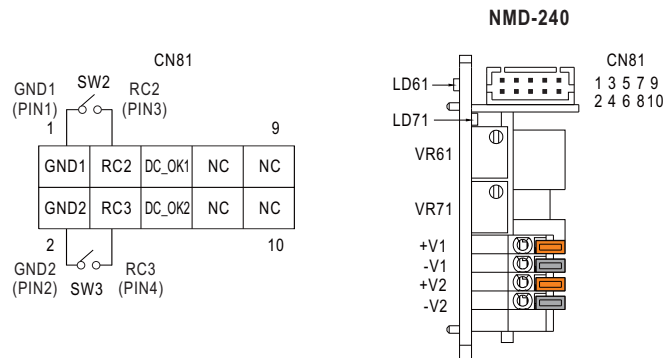 NMD-240
CN81
GND1
(PIN1)
SW2
RC2
(PIN3)
1
9
GND1 RC2 DC_OK1 NC NC
GND2 RC3 DC_OK2 NC NC
2
10
GND2
(PIN2)
SW3
RC3
(PIN4)
CN81
1 3 5 7 9
2 4 6 8 10
LD61
LD71
VR61
VR71
+V1
-V1
+V2
-V2